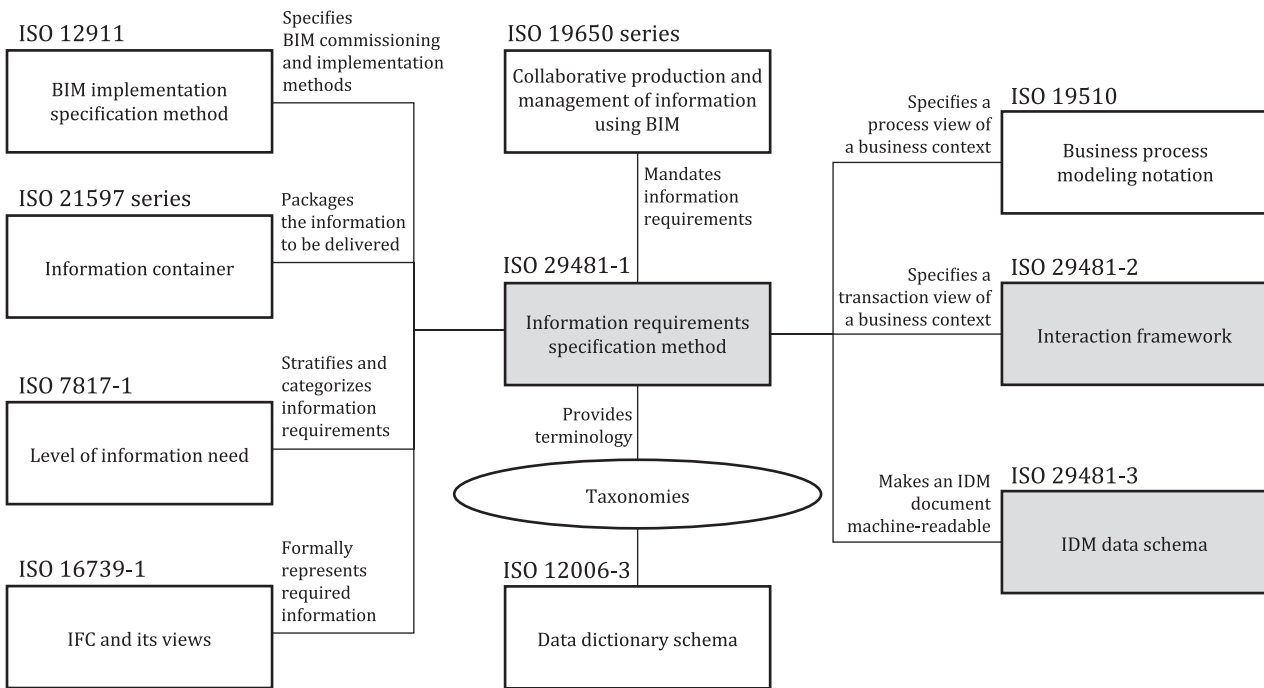 ISO 12911
BIM implementation
specification method
Specifies
BIM commissioning
and implementation
methods
ISO 21597 series
Information container
Packages
the information
to be delivered
ISO 7817-1
Level of information need
Stratifies and
categorizes
information
requirements
ISO 16739-1
IFC and its views
Formally
represents
required
information
ISO 19650 series
Collaborative production and
management of information
using BIM
Mandates
information
requirements
ISO 29481-1
Information requirements
specification method
Provides
terminology
Taxonomies
ISO 12006-3
Data dictionary schema
Specifies a
process view of
a business context
ISO 19510
Business process
modeling notation
Specifies a
transaction view of
a business context
ISO 29481-2
Interaction framework
Makes an IDM
document
machine-readable
ISO 29481-3
IDM data schema